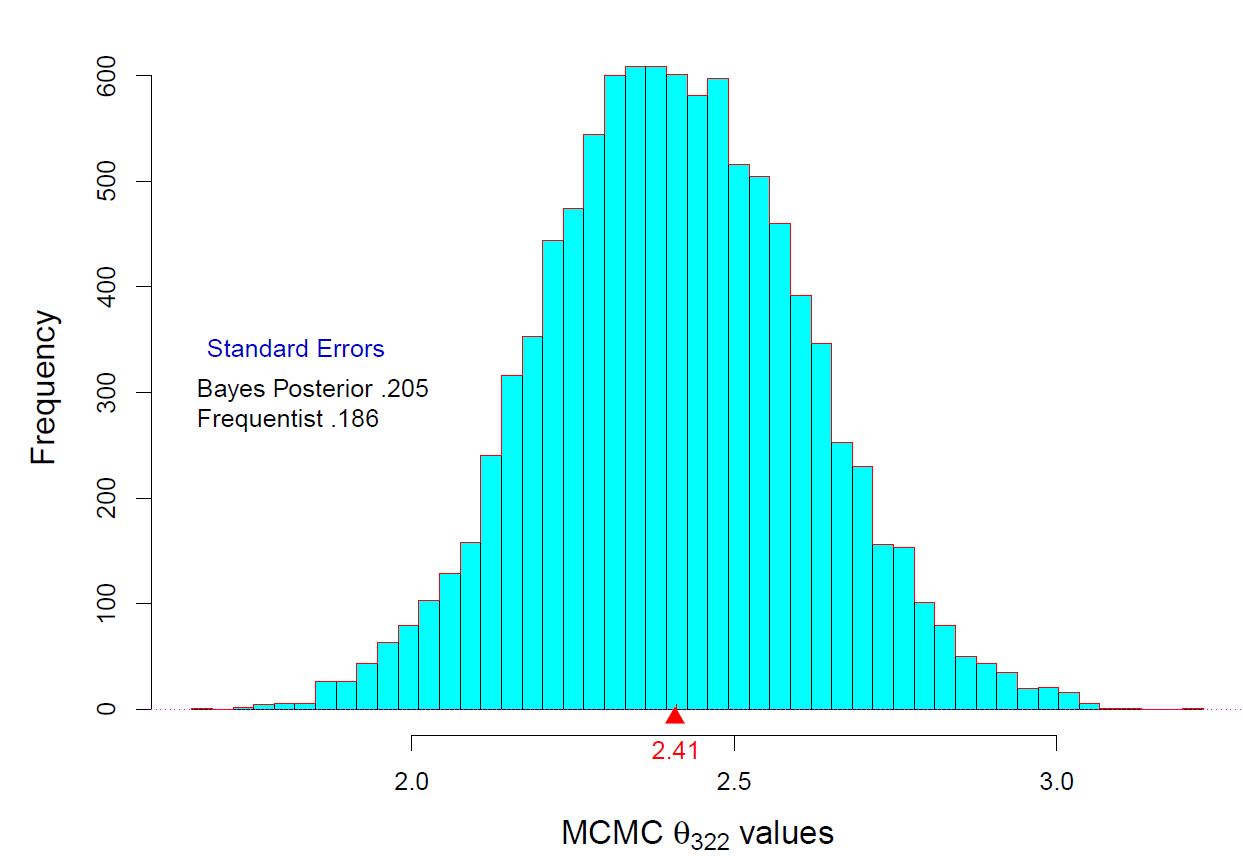 600
500
400
300
200
100
0
Frequency
Standard Errors
Bayes Posterior .205
Frequentist .186
2.41
2.0
2.5
3.0
MCMC θ322 values